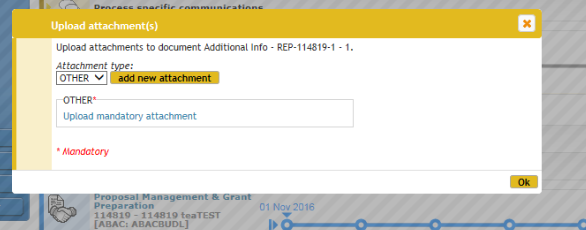 Process specific communications
Upload attachment(s)
Upload attachments to document Additional Info - REP-114819-1 - 1.
Attachment type:
OTHER add new attachment
OTHER*
Upload mandatory attachment
* Mandatory
Ok
Proposal Management & Grant
Preparation
01 Nov 2016
114819 - 114819 teaTEST
[ABAC: ABACBUDL]